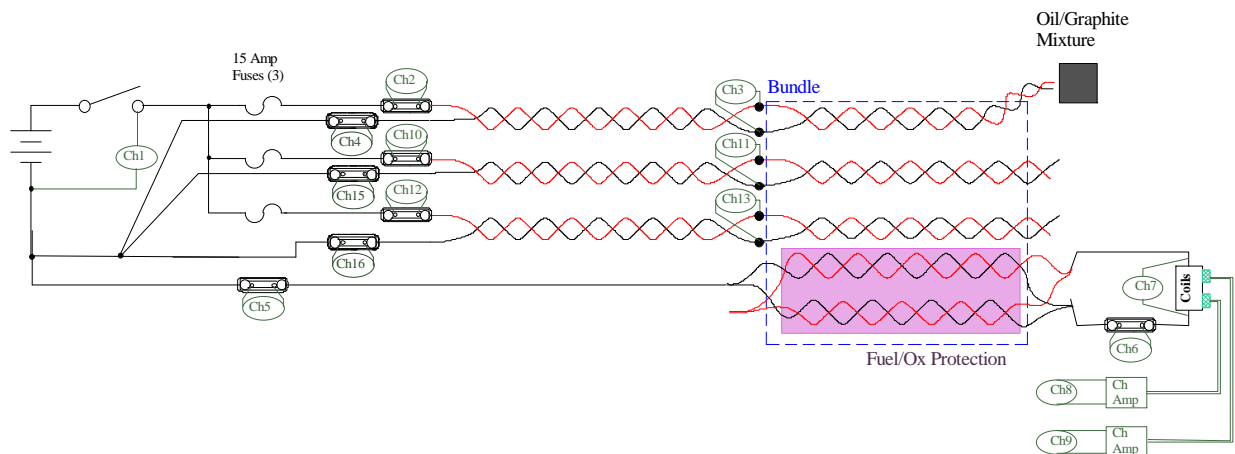 Oil/Graphite
Mixture
15 Amp
Fuses (3)
Ch2
Ch3
Bundle
Ch4
Ch10
Ch11
Ch1
Ch15
Ch12
Ch13
Ch16
Ch5
Ch7
Coils
Ch6
Fuel/Ox Protection
Ch8
Ch
Amp
Ch9
Ch
Amp